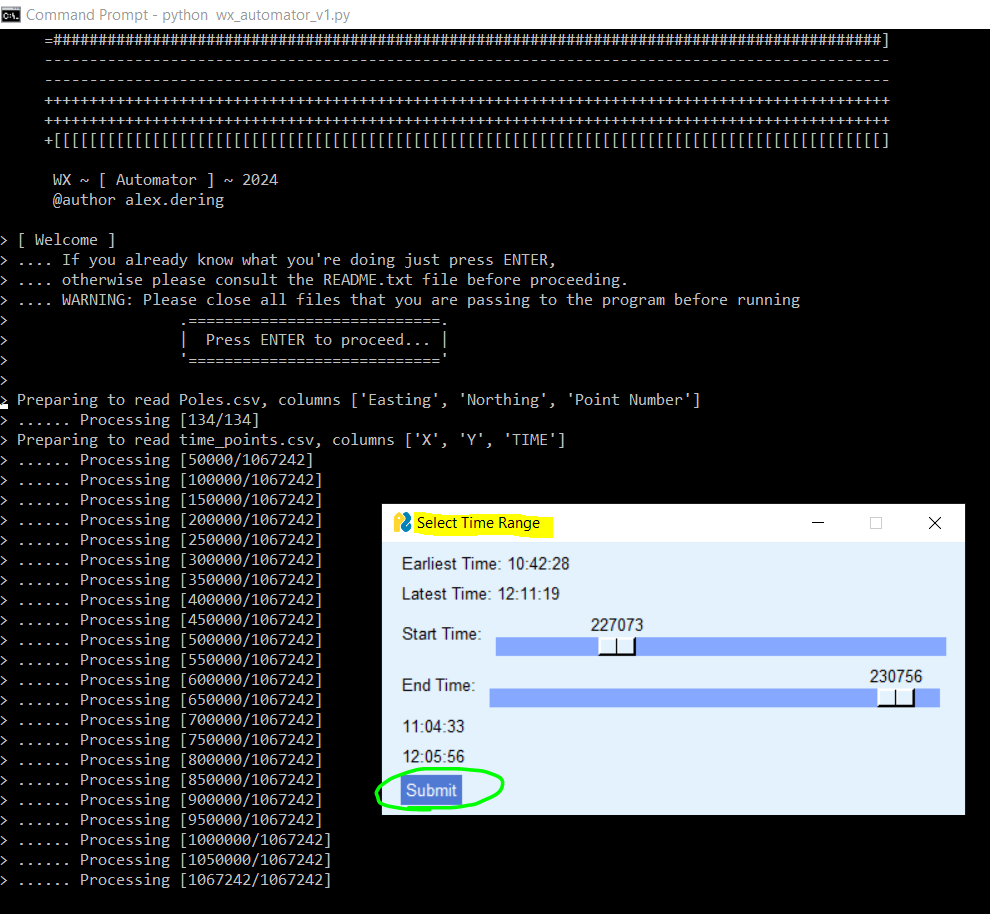 Command Prompt - python  wx_automator_v1.py
=############################################################################################]
----------------------------------------------------------------------------------------------
----------------------------------------------------------------------------------------------
++++++++++++++++++++++++++++++++++++++++++++++++++++++++++++++++++++++++++++++++++++++++++++++
++++++++++++++++++++++++++++++++++++++++++++++++++++++++++++++++++++++++++++++++++++++++++++++
+[[[[[[[[[[[[[[[[[[[[[[[[[[[[[[[[[[[[[[[[[[[[[[[[[[[[[[[[[[[[[[[[[[[[[[[[[[[[[[[[[[[[[[[[[[[[]
WX ~ [ Automator ] ~ 2024
@author alex.dering
> [ Welcome ]
> .... If you already know what you're doing just press ENTER,
> .... otherwise please consult the README.txt file before proceeding.
> .... WARNING: Please close all files that you are passing to the program before running
>                    .============================.
>                    |  Press ENTER to proceed... |
>                    '============================'
>
> Preparing to read Poles.csv, columns ['Easting', 'Northing', 'Point Number']
> ...... Processing [134/134]
> Preparing to read time_points.csv, columns ['X', 'Y', 'TIME']
> ...... Processing [50000/1067242]
> ...... Processing [100000/1067242]
> ...... Processing [150000/1067242]
> ...... Processing [200000/1067242]
> ...... Processing [250000/1067242]
> ...... Processing [300000/1067242]
> ...... Processing [350000/1067242]
> ...... Processing [400000/1067242]
> ...... Processing [450000/1067242]
> ...... Processing [500000/1067242]
> ...... Processing [550000/1067242]
> ...... Processing [600000/1067242]
> ...... Processing [650000/1067242]
> ...... Processing [700000/1067242]
> ...... Processing [750000/1067242]
> ...... Processing [800000/1067242]
> ...... Processing [850000/1067242]
> ...... Processing [900000/1067242]
> ...... Processing [950000/1067242]
> ...... Processing [1000000/1067242]
> ...... Processing [1050000/1067242]
> ...... Processing [1067242/1067242]
Select Time Range
Earliest Time: 10:42:28
Latest Time: 12:11:19
227073
Start Time:
230756
End Time:
11:04:33
12:05:56
Submit